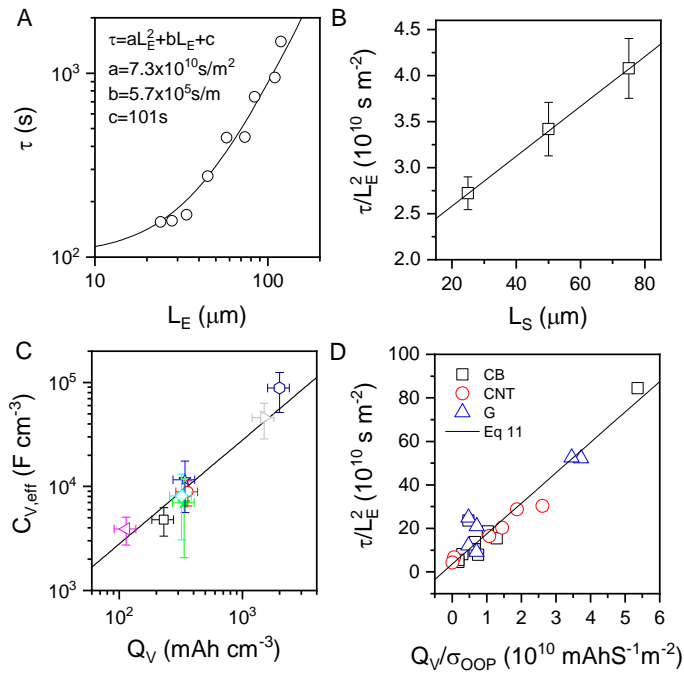 A
τ=aL_E^2+bL_E+c
a=7.3x10^10s/m^2
b=5.7x10^5s/m
c=101s
10^3
10^2
τ (s)
10 100
L_E (μm)
B
4.5
4.0
3.5
3.0
2.5
2.0
τ/L_E^2 (10^10 s m^-2)
20 40 60 80
L_S (μm)
C
10^5
10^4
10^3
C_V,eff (F cm^-3)
10^2 10^3
Q_V (mAh cm^-3)
D
CB
CNT
G
Eq 11
100
80
60
40
20
0
τ/L_E^2 (10^10 s m^-2)
0 1 2 3 4 5 6
Q_V/σ_OOP (10^10 mAhS^-1m^-2)